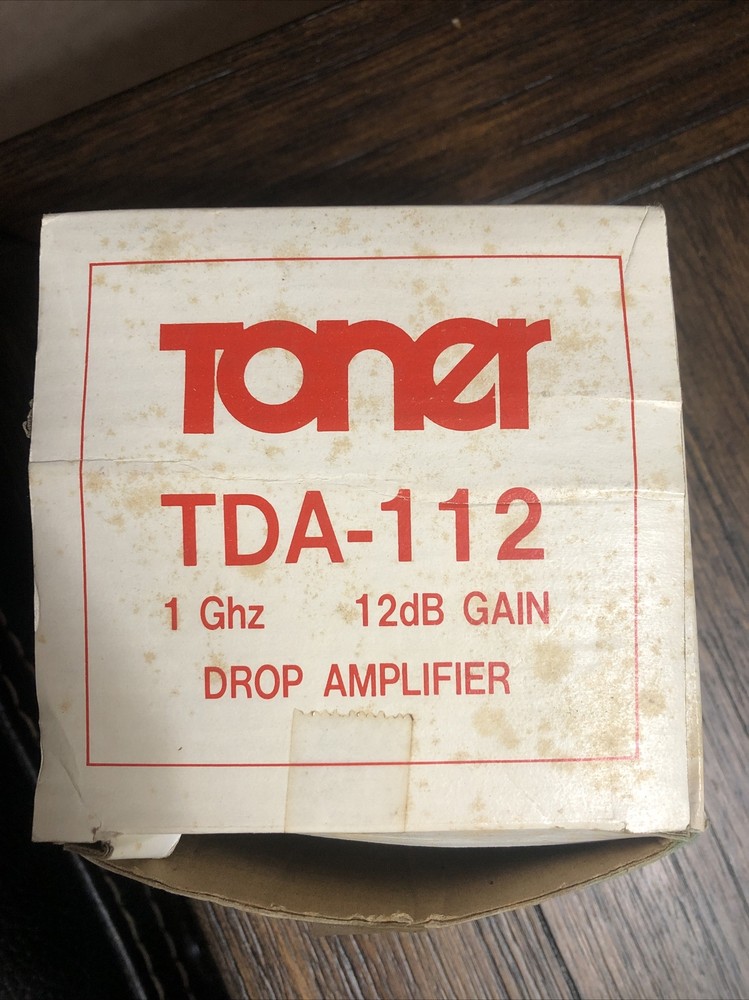 Toner
TDA-112
1 Ghz 12dB GAIN
DROP AMPLIFIER